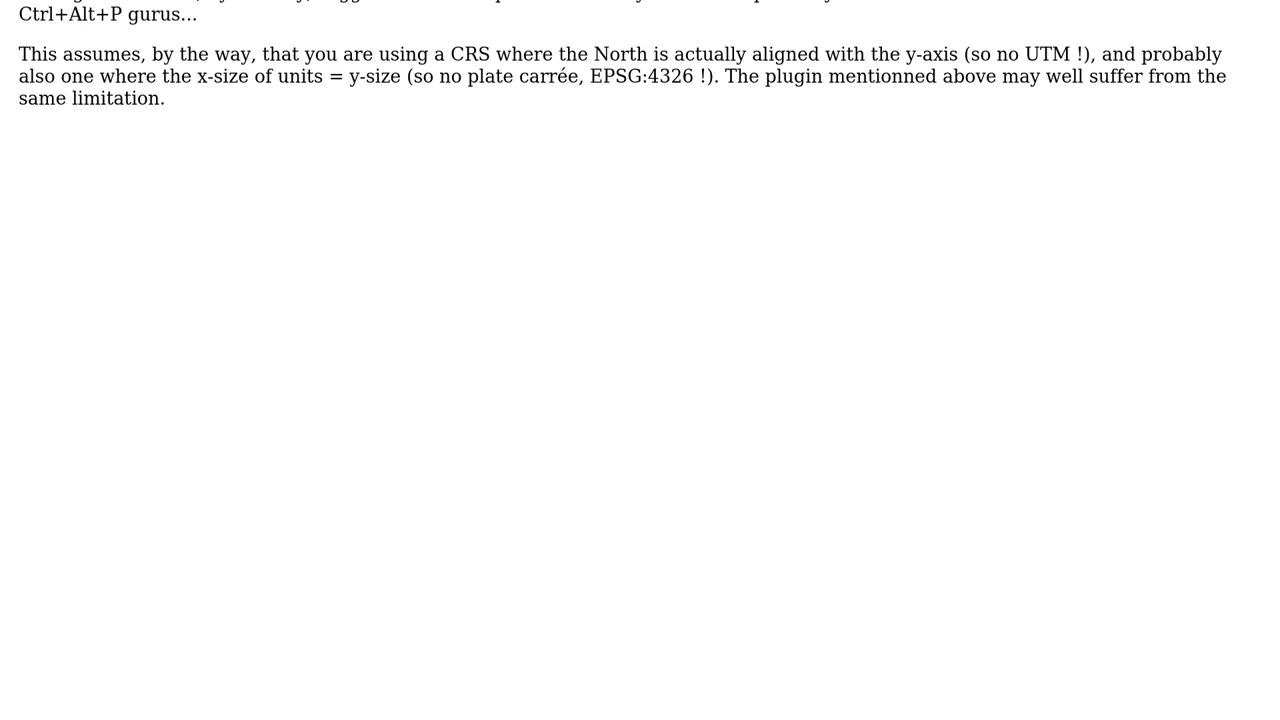 Ctrl+Alt+P gurus...
This assumes, by the way, that you are using a CRS where the North is actually aligned with the y-axis (so no UTM !), and probably
also one where the x-size of units = y-size (so no plate carrée, EPSG:4326 !). The plugin mentionned above may well suffer from the
same limitation.